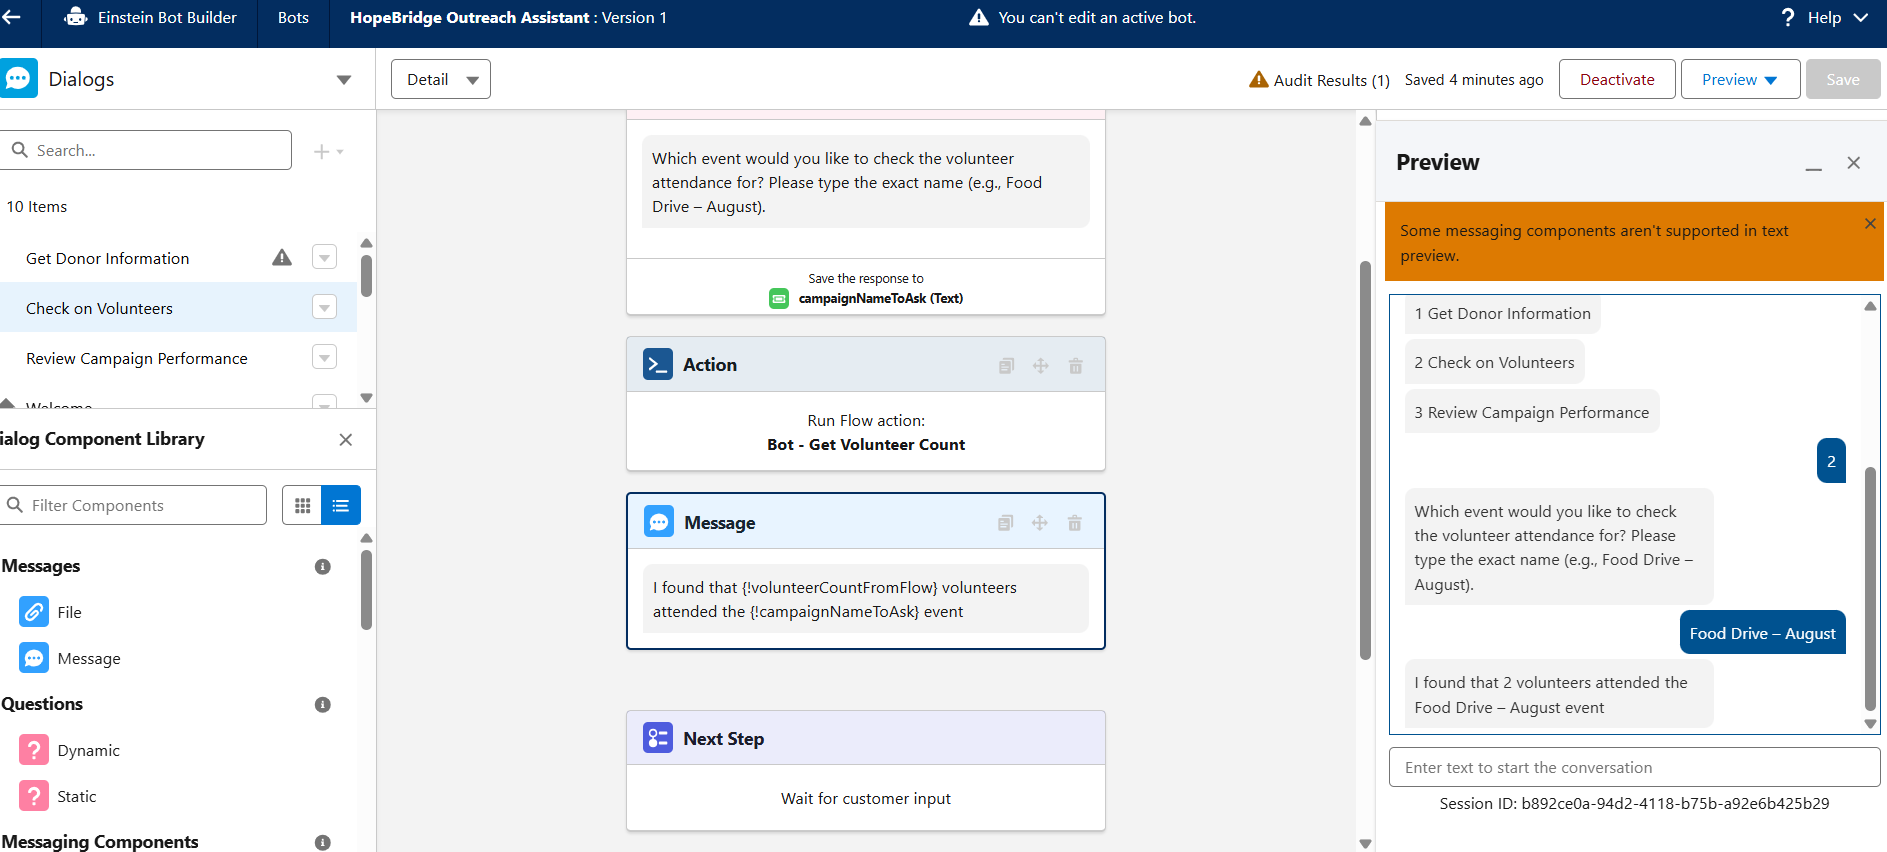 Einstein Bot Builder
Bots
HopeBridge Outreach Assistant : Version 1
You can't edit an active bot.
? Help
Dialogs
Detail
Audit Results (1)
Saved 4 minutes ago
Deactivate
Preview
Save
Search...
10 Items
Get Donor Information
Check on Volunteers
Review Campaign Performance
Welcome
ialog Component Library
Filter Components
Messages
File
Message
Questions
Dynamic
Static
Messaging Components
Which event would you like to check the volunteer
attendance for? Please type the exact name (e.g., Food
Drive – August).
Save the response to
campaignNameToAsk (Text)
Action
Run Flow action:
Bot - Get Volunteer Count
Message
I found that {!volunteerCountFromFlow} volunteers
attended the {!campaignNameToAsk} event
Next Step
Wait for customer input
Preview
Some messaging components aren't supported in text
preview.
1 Get Donor Information
2 Check on Volunteers
3 Review Campaign Performance
2
Which event would you like to check
the volunteer attendance for? Please
type the exact name (e.g., Food Drive –
August).
Food Drive – August
I found that 2 volunteers attended the
Food Drive – August event
Enter text to start the conversation
Session ID: b892ce0a-94d2-4118-b75b-a92e6b425b29